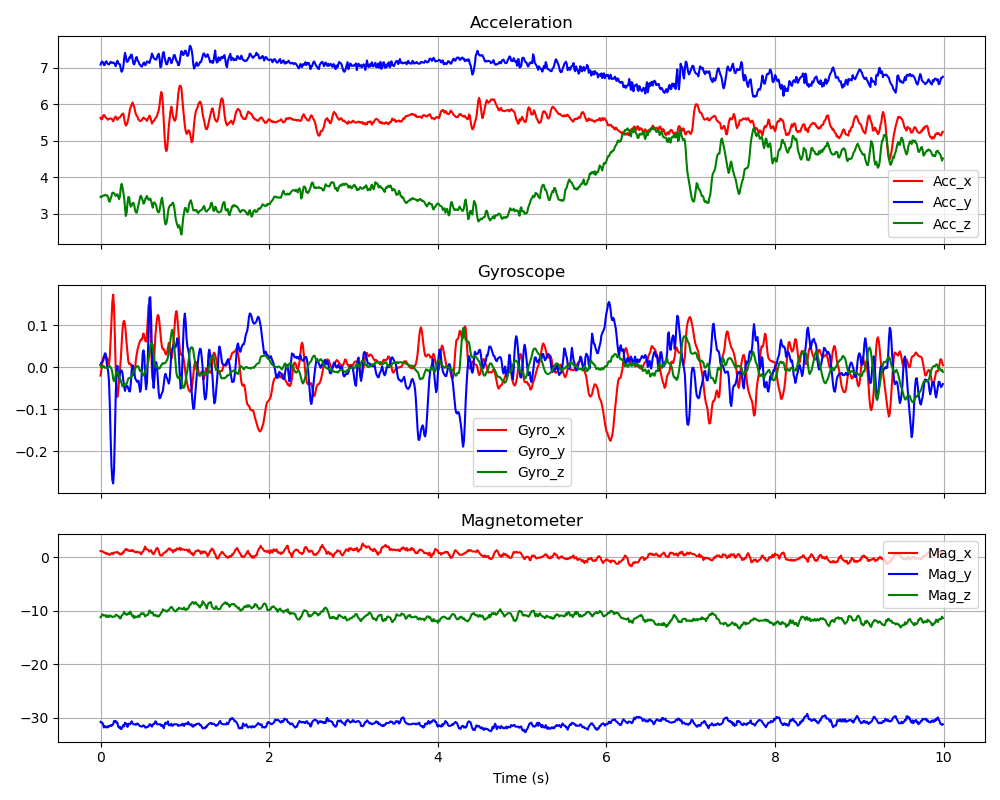 Acceleration
7
6
5
4
3
Acc_x
Acc_y
Acc_z
Gyroscope
0.1
0.0
−0.1
−0.2
Gyro_x
Gyro_y
Gyro_z
Magnetometer
0
−10
−20
−30
Mag_x
Mag_y
Mag_z
0 2 4 6 8 10
Time (s)